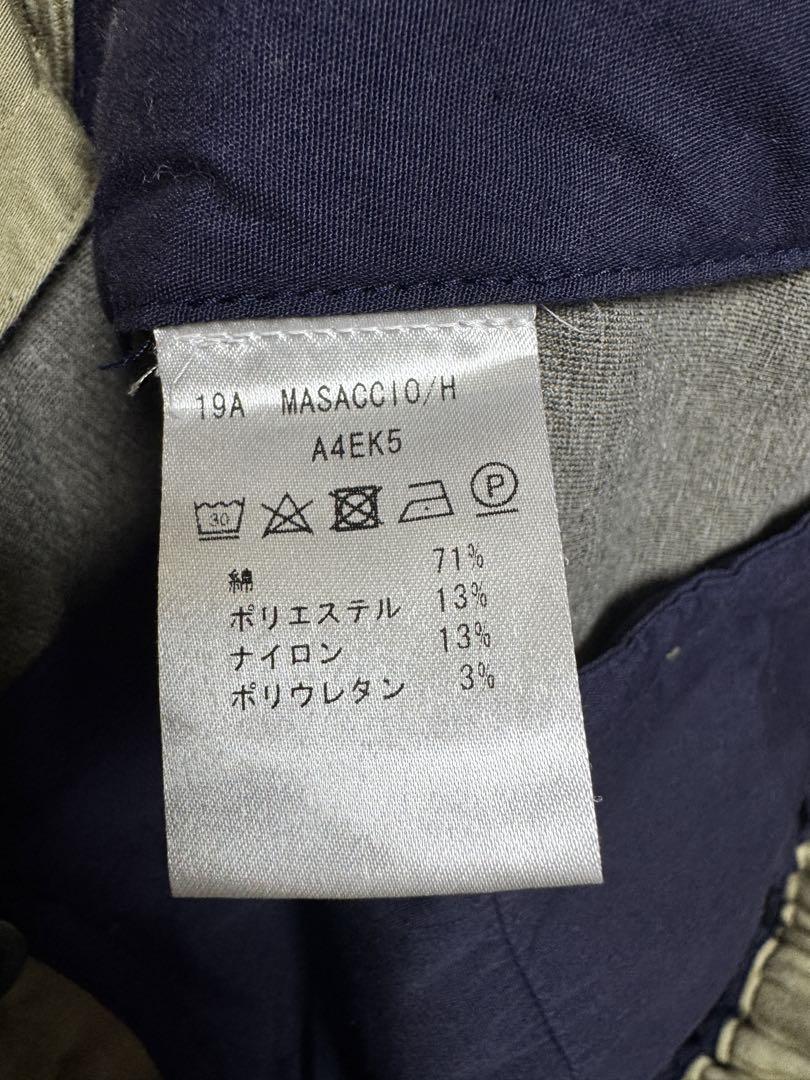 19A MASACCIO/H
A4EK5
30 P
綿 71%
ポリエステル 13%
ナイロン 13%
ポリウレタン 3%